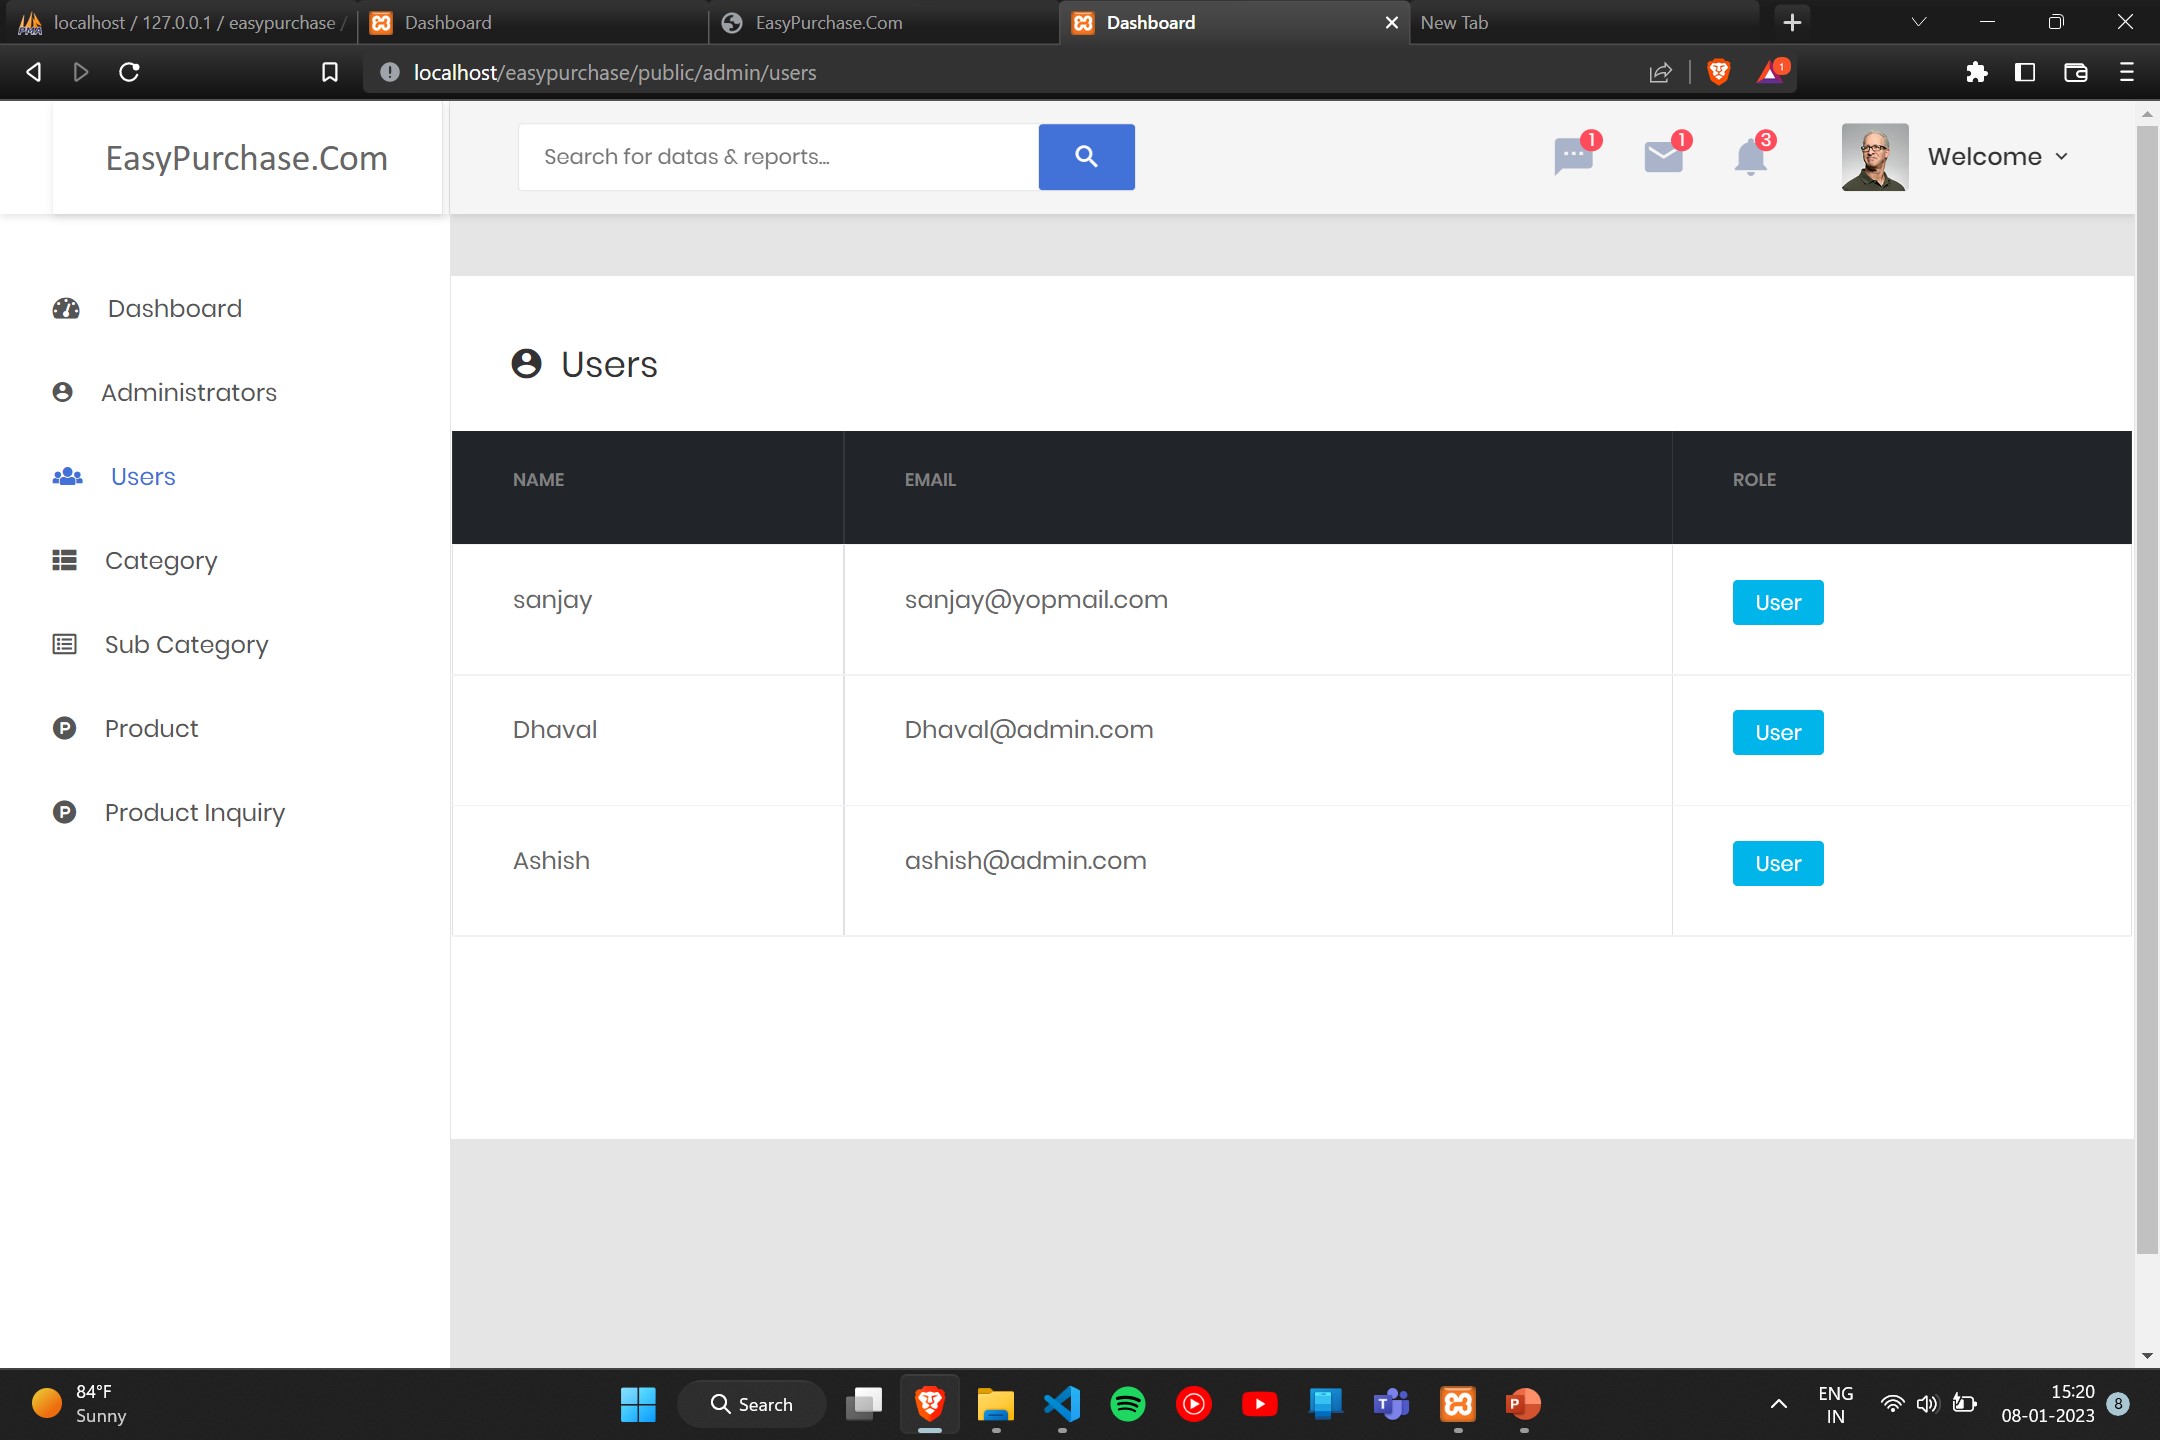 localhost / 127.0.0.1 / easypurchase /
Dashboard
EasyPurchase.Com
Dashboard
New Tab
localhost/easypurchase/public/admin/users
1
EasyPurchase.Com
Search for datas & reports...
1
1
3
Welcome
Dashboard
Administrators
Users
Category
Sub Category
Product
Product Inquiry
Users
NAME EMAIL ROLE
sanjay sanjay@yopmail.com User
Dhaval Dhaval@admin.com User
Ashish ashish@admin.com User
84°F
Sunny
Search
ENG
IN
15:20
08-01-2023
8